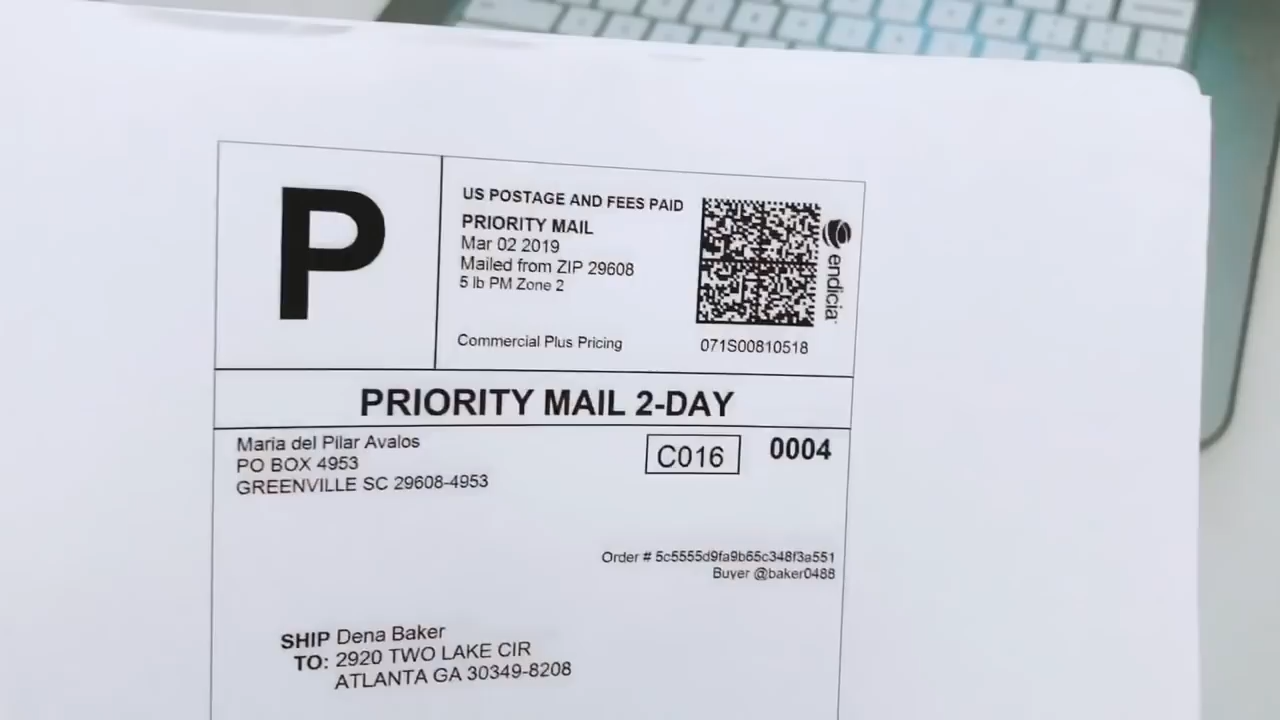 P
US POSTAGE AND FEES PAID
PRIORITY MAIL
Mar 02 2019
Mailed from ZIP 29608
5 lb PM Zone 2
Commercial Plus Pricing
endicia
071S00810518
PRIORITY MAIL 2-DAY
Maria del Pilar Avalos
PO BOX 4953
GREENVILLE SC 29608-4953
C016
0004
Order # 5c5555d9fa9b65c348f3a551
Buyer @baker0488
SHIP Dena Baker
TO: 2920 TWO LAKE CIR
ATLANTA GA 30349-8208